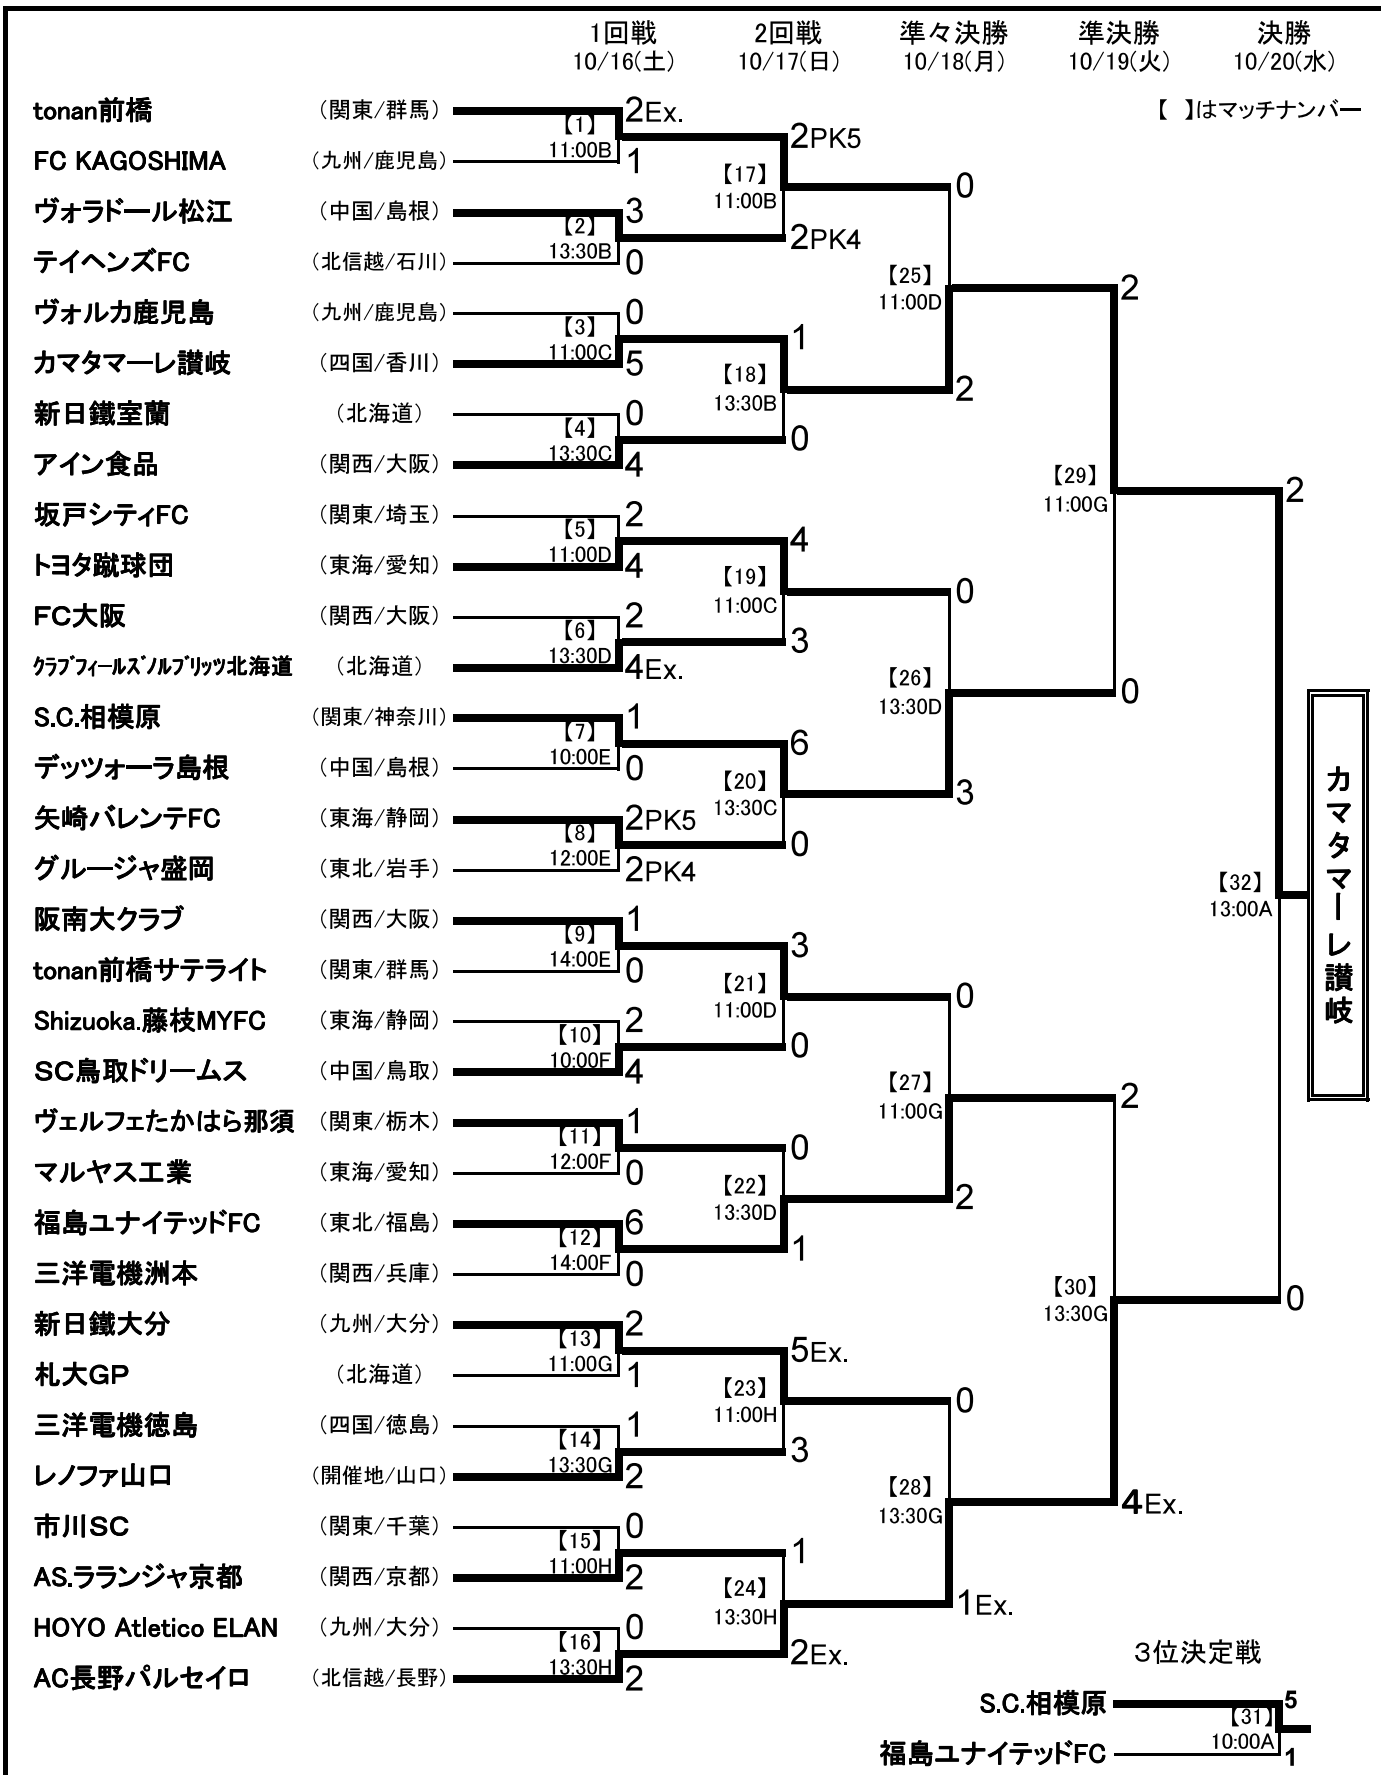 1回戦 2回戦 準々決勝 準決勝 決勝
10/16(土) 10/17(日) 10/18(月) 10/19(火) 10/20(水)
【 】はマッチナンバー
tonan前橋 (関東/群馬) 2Ex.
【1】
11:00B
2PK5
FC KAGOSHIMA (九州/鹿児島) 1
【17】
11:00B
0
ヴォラドール松江 (中国/島根) 3
【2】
13:30B
2PK4
テイヘンズFC (北信越/石川) 0
【25】
11:00D
2
ヴォルカ鹿児島 (九州/鹿児島) 0
【3】
11:00C
1
カマタマーレ讃岐 (四国/香川) 5
【18】
13:30B
2
新日鐵室蘭 (北海道) 0
【4】
13:30C
0
アイン食品 (関西/大阪) 4
【29】
11:00G
2
坂戸シティFC (関東/埼玉) 2
【5】
11:00D
4
トヨタ蹴球団 (東海/愛知) 4
【19】
11:00C
0
FC大阪 (関西/大阪) 2
【6】
13:30D
3
クラブフィールズノルブリッツ北海道 (北海道) 4Ex.
【26】
13:30D
0
S.C.相模原 (関東/神奈川) 1
【7】
10:00E
6
デッツォーラ島根 (中国/島根) 0
【20】
13:30C
3
矢崎バレンテFC (東海/静岡) 2PK5
【8】
12:00E
0
グルージャ盛岡 (東北/岩手) 2PK4
【32】
13:00A
カマタマーレ讃岐
阪南大クラブ (関西/大阪) 1
【9】
14:00E
3
tonan前橋サテライト (関東/群馬) 0
【21】
11:00D
0
Shizuoka.藤枝MYFC (東海/静岡) 2
【10】
10:00F
0
SC鳥取ドリームス (中国/鳥取) 4
【27】
11:00G
2
ヴェルフェたかはら那須 (関東/栃木) 1
【11】
12:00F
0
マルヤス工業 (東海/愛知) 0
【22】
13:30D
2
福島ユナイテッドFC (東北/福島) 6
【12】
14:00F
1
三洋電機洲本 (関西/兵庫) 0
【30】
13:30G
0
新日鐵大分 (九州/大分) 2
【13】
11:00G
5Ex.
札大GP (北海道) 1
【23】
11:00H
0
三洋電機徳島 (四国/徳島) 1
【14】
13:30G
3
レノファ山口 (開催地/山口) 2
【28】
13:30G
4Ex.
市川SC (関東/千葉) 0
【15】
11:00H
1
AS.ラランジャ京都 (関西/京都) 2
【24】
13:30H
1Ex.
HOYO Atletico ELAN (九州/大分) 0
【16】
13:30H
2Ex.
AC長野パルセイロ (北信越/長野) 2
3位決定戦
S.C.相模原 5
【31】
10:00A
福島ユナイテッドFC 1